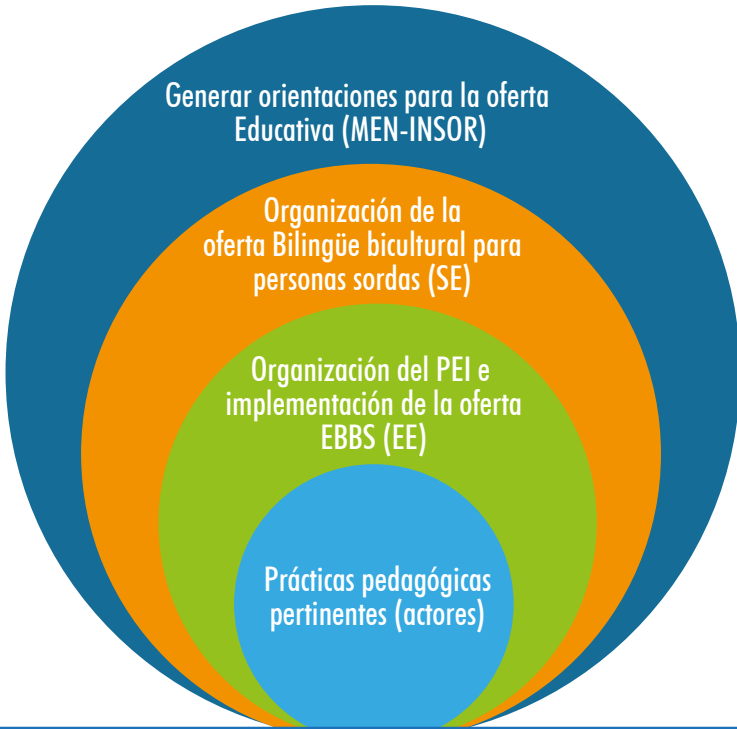 Generar orientaciones para la oferta
Educativa (MEN-INSOR)
Organización de la
oferta Bilingüe bicultural para
personas sordas (SE)
Organización del PEI e
implementación de la oferta
EBBS (EE)
Prácticas pedagógicas
pertinentes (actores)